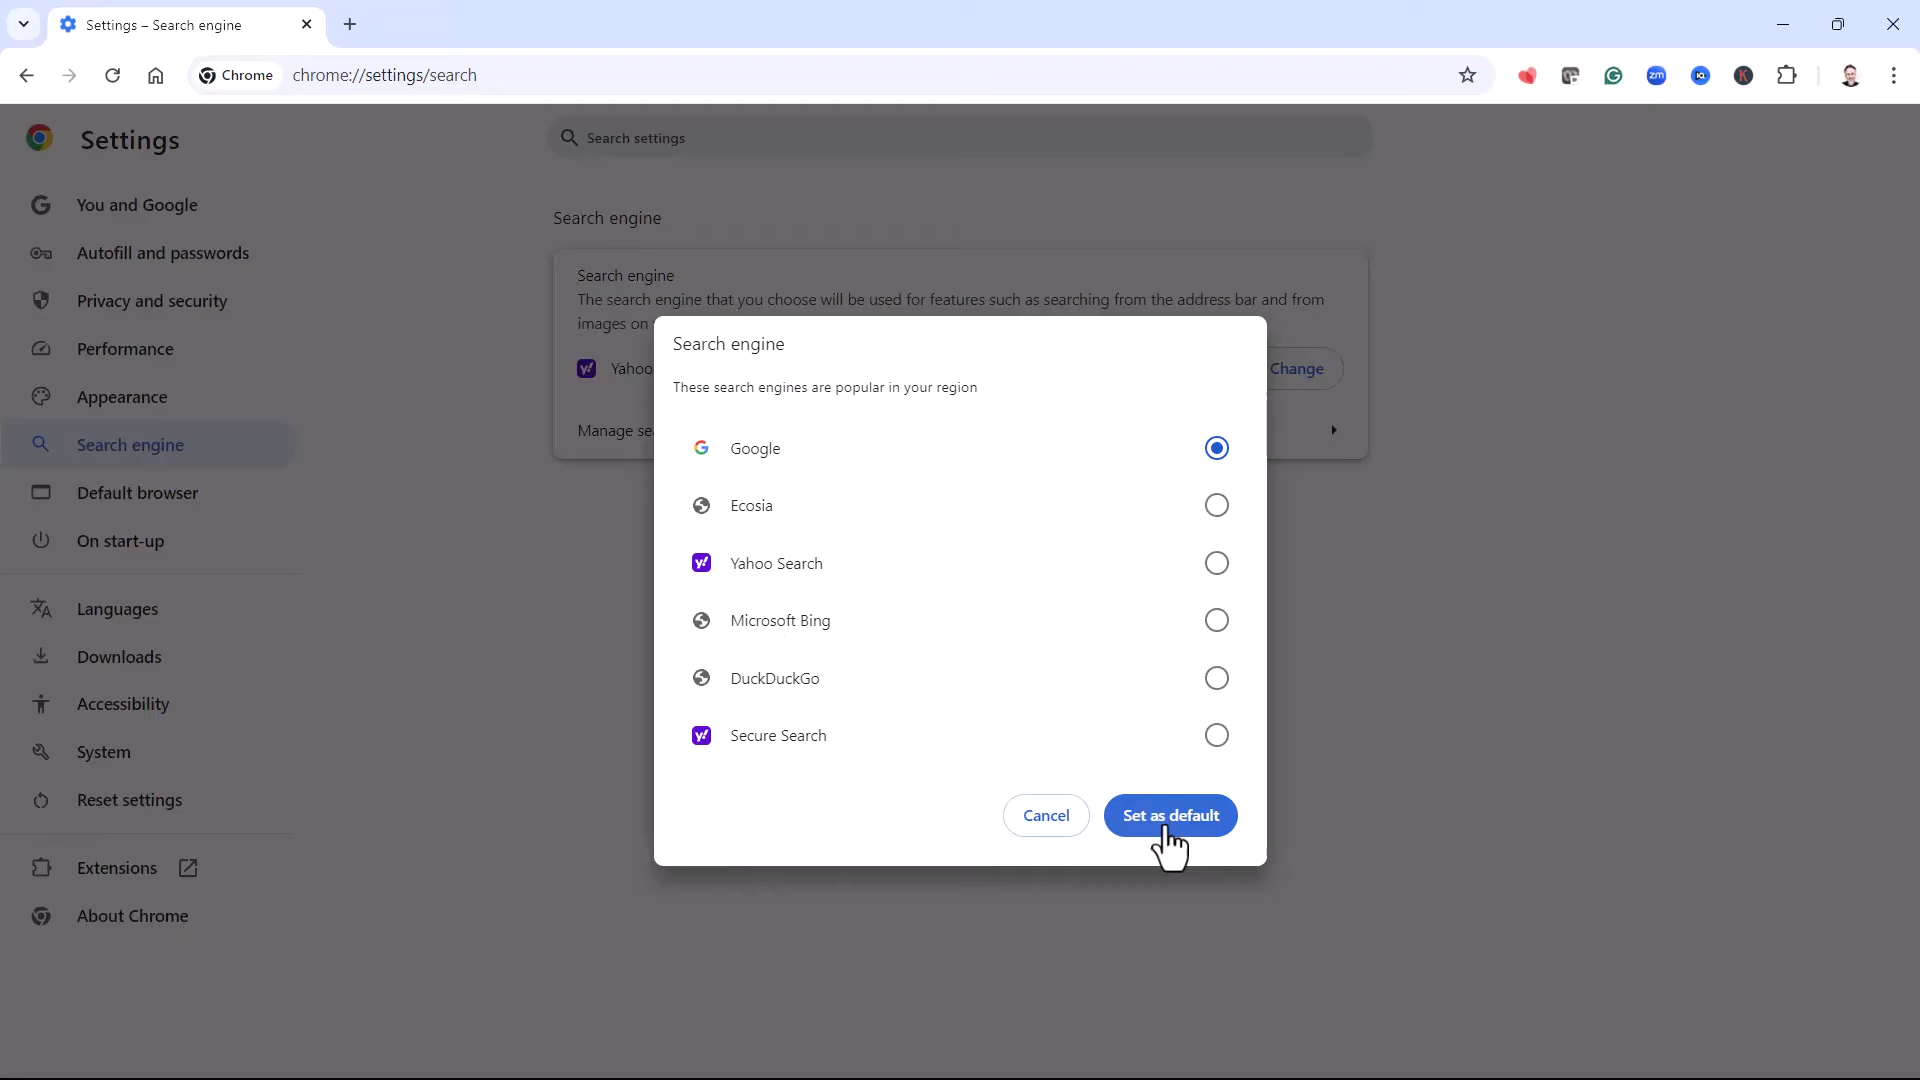 Settings – Search engine
Chrome
chrome://settings/search
zm
IQ
K
Settings
Search settings
You and Google
Autofill and passwords
Privacy and security
Performance
Appearance
Search engine
Default browser
On start-up
Languages
Downloads
Accessibility
System
Reset settings
Extensions
About Chrome
Search engine
Search engine
The search engine that you choose will be used for features such as searching from the address bar and from
images on
y! Yahoo
Change
Manage se
Search engine
These search engines are popular in your region
G Google
Ecosia
y! Yahoo Search
Microsoft Bing
DuckDuckGo
y! Secure Search
Cancel
Set as default